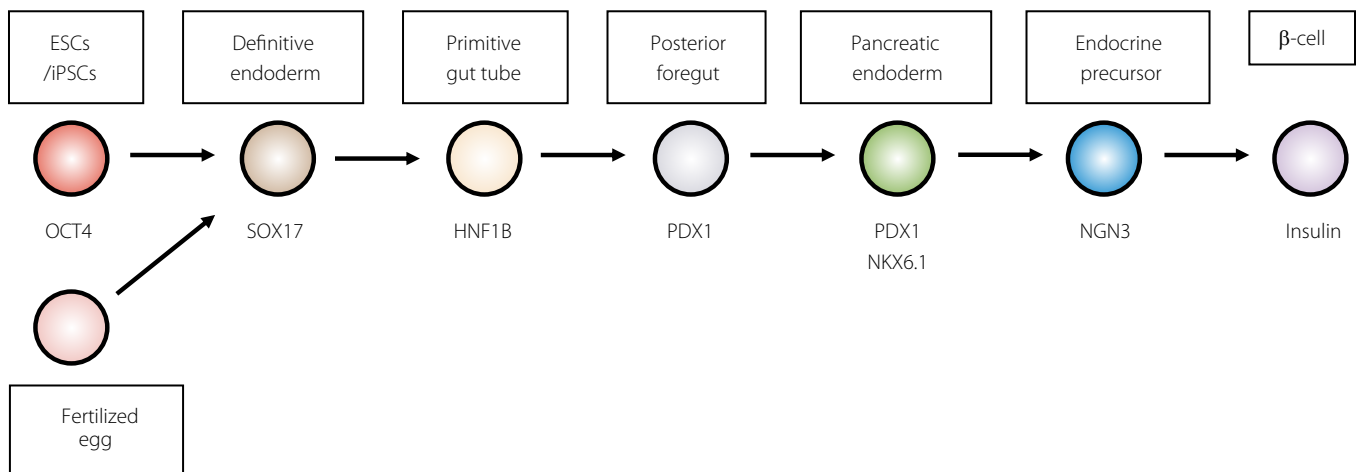 ESCs
/iPSCs
Definitive
endoderm
Primitive
gut tube
Posterior
foregut
Pancreatic
endoderm
Endocrine
precursor
β-cell
OCT4
SOX17
HNF1B
PDX1
PDX1
NKX6.1
NGN3
Insulin
Fertilized
egg